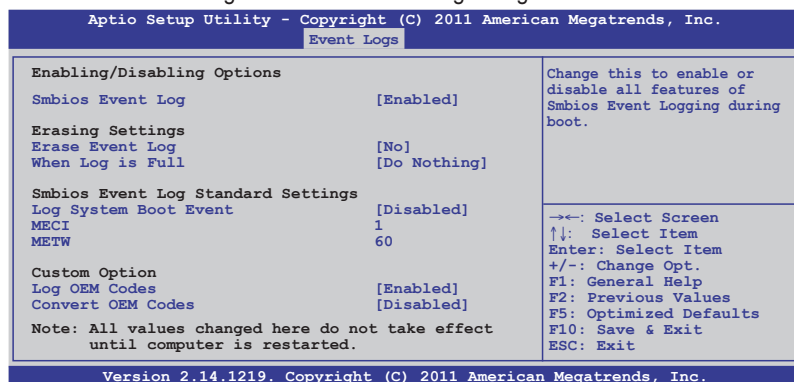 Aptio Setup Utility - Copyright (C) 2011 American Megatrends, Inc.
Event Logs
Enabling/Disabling Options
Smbios Event Log [Enabled]
Erasing Settings
Erase Event Log [No]
When Log is Full [Do Nothing]
Smbios Event Log Standard Settings
Log System Boot Event [Disabled]
MECI 1
METW 60
Custom Option
Log OEM Codes [Enabled]
Convert OEM Codes [Disabled]
Note: All values changed here do not take effect
until computer is restarted.
Change this to enable or
disable all features of
Smbios Event Logging during
boot.
→←: Select Screen
↑↓: Select Item
Enter: Select Item
+/-: Change Opt.
F1: General Help
F2: Previous Values
F5: Optimized Defaults
F10: Save & Exit
ESC: Exit
Version 2.14.1219. Copyright (C) 2011 American Megatrends, Inc.